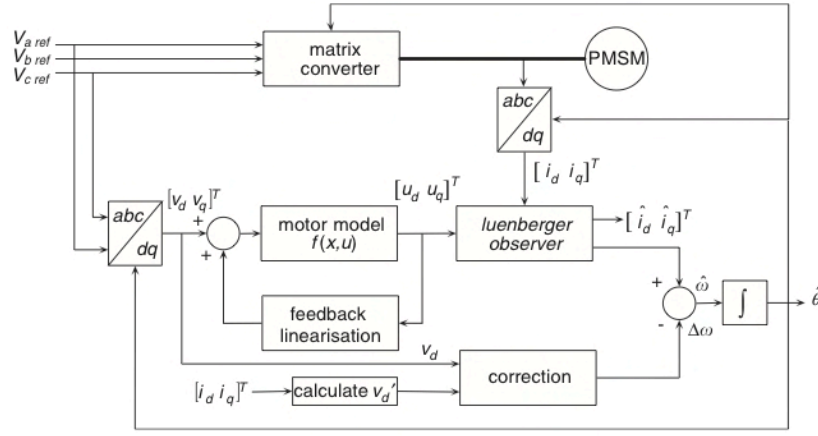 V_a ref
V_b ref
V_c ref
matrix
converter
PMSM
abc
dq
[i_d i_q]^T
[v_d v_q]^T
abc
dq
+
+
motor model
f(x,u)
[u_d u_q]^T
luenberger
observer
[î_d î_q]^T
feedback
linearisation
+
-
ω̂
Δω
∫
v_d
correction
[i_d i_q]^T
calculate v_d′